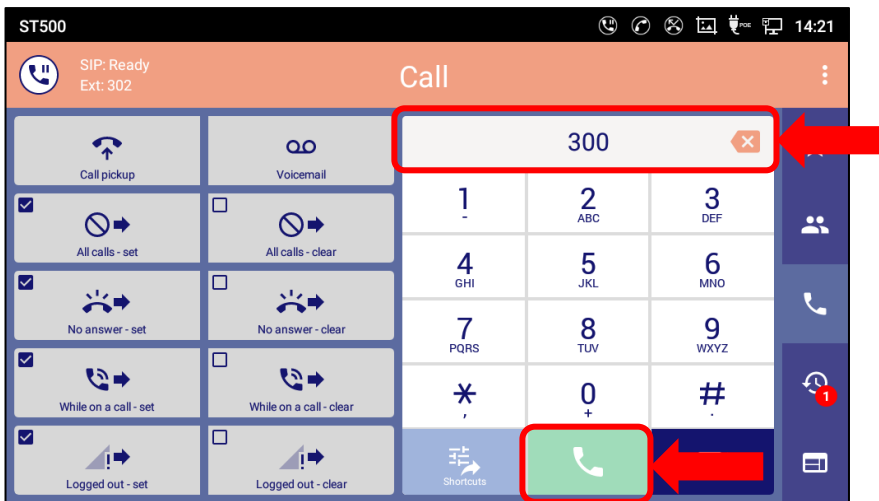 ST500
POE
14:21
SIP: Ready
Ext: 302
Call
Call pickup
Voicemail
300
All calls - set
All calls - clear
No answer - set
No answer - clear
While on a call - set
While on a call - clear
Logged out - set
Logged out - clear
1
-
2
ABC
3
DEF
4
GHI
5
JKL
6
MNO
7
PQRS
8
TUV
9
WXYZ
*
,
0
+
#
.
Shortcuts
1